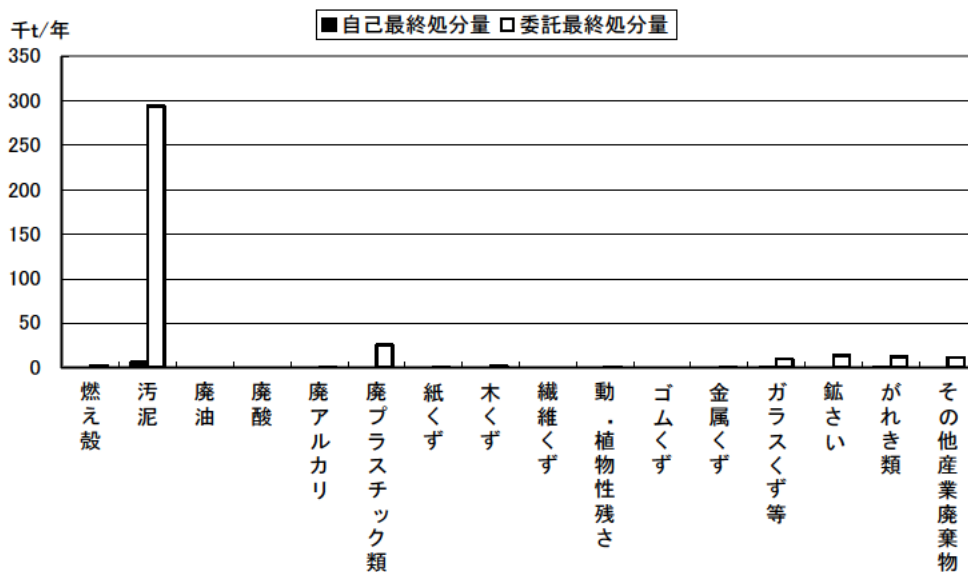 千t/年
■自己最終処分量 □委託最終処分量
350
300
250
200
150
100
50
0
燃え殻
汚泥
廃油
廃酸
廃アルカリ
廃プラスチック類
紙くず
木くず
繊維くず
動.植物性残さ
ゴムくず
金属くず
ガラスくず等
鉱さい
がれき類
その他産業廃棄物